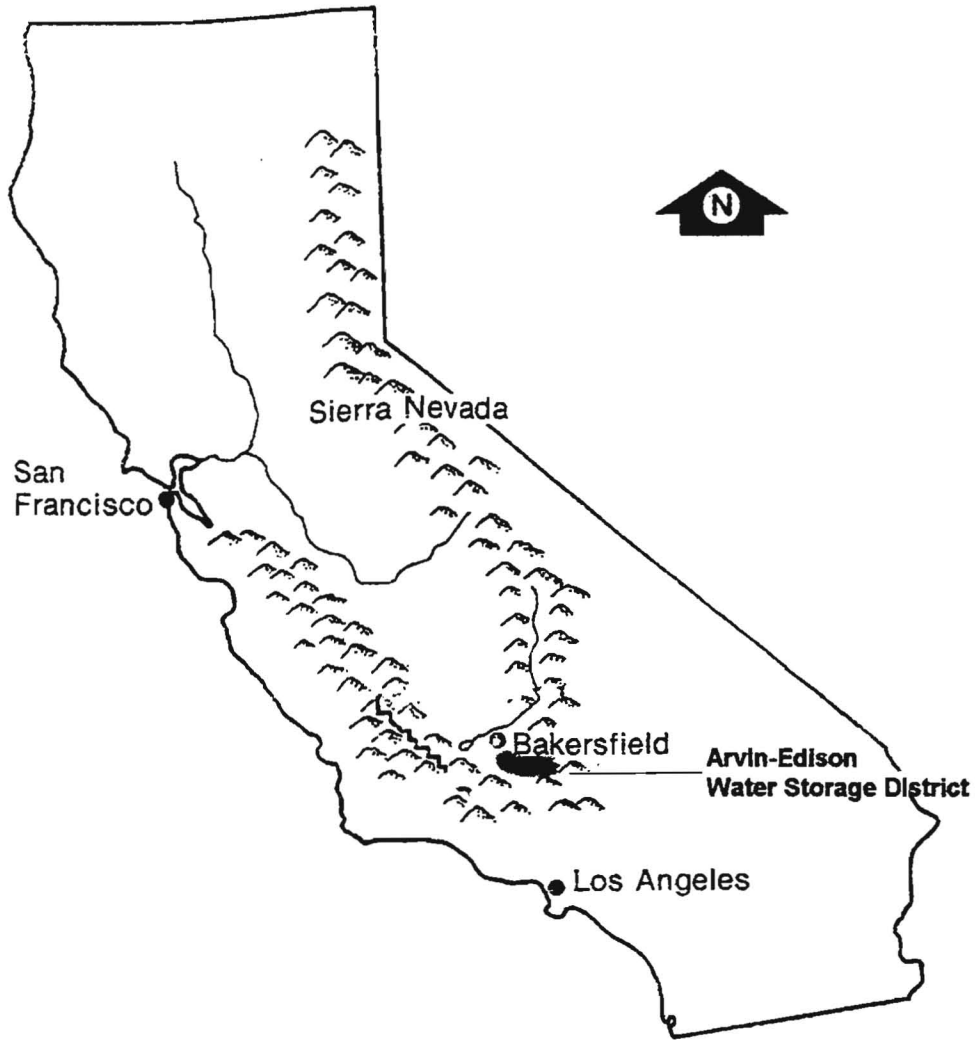 N
Sierra Nevada
San
Francisco
Bakersfield
Arvin-Edison
Water Storage District
Los Angeles